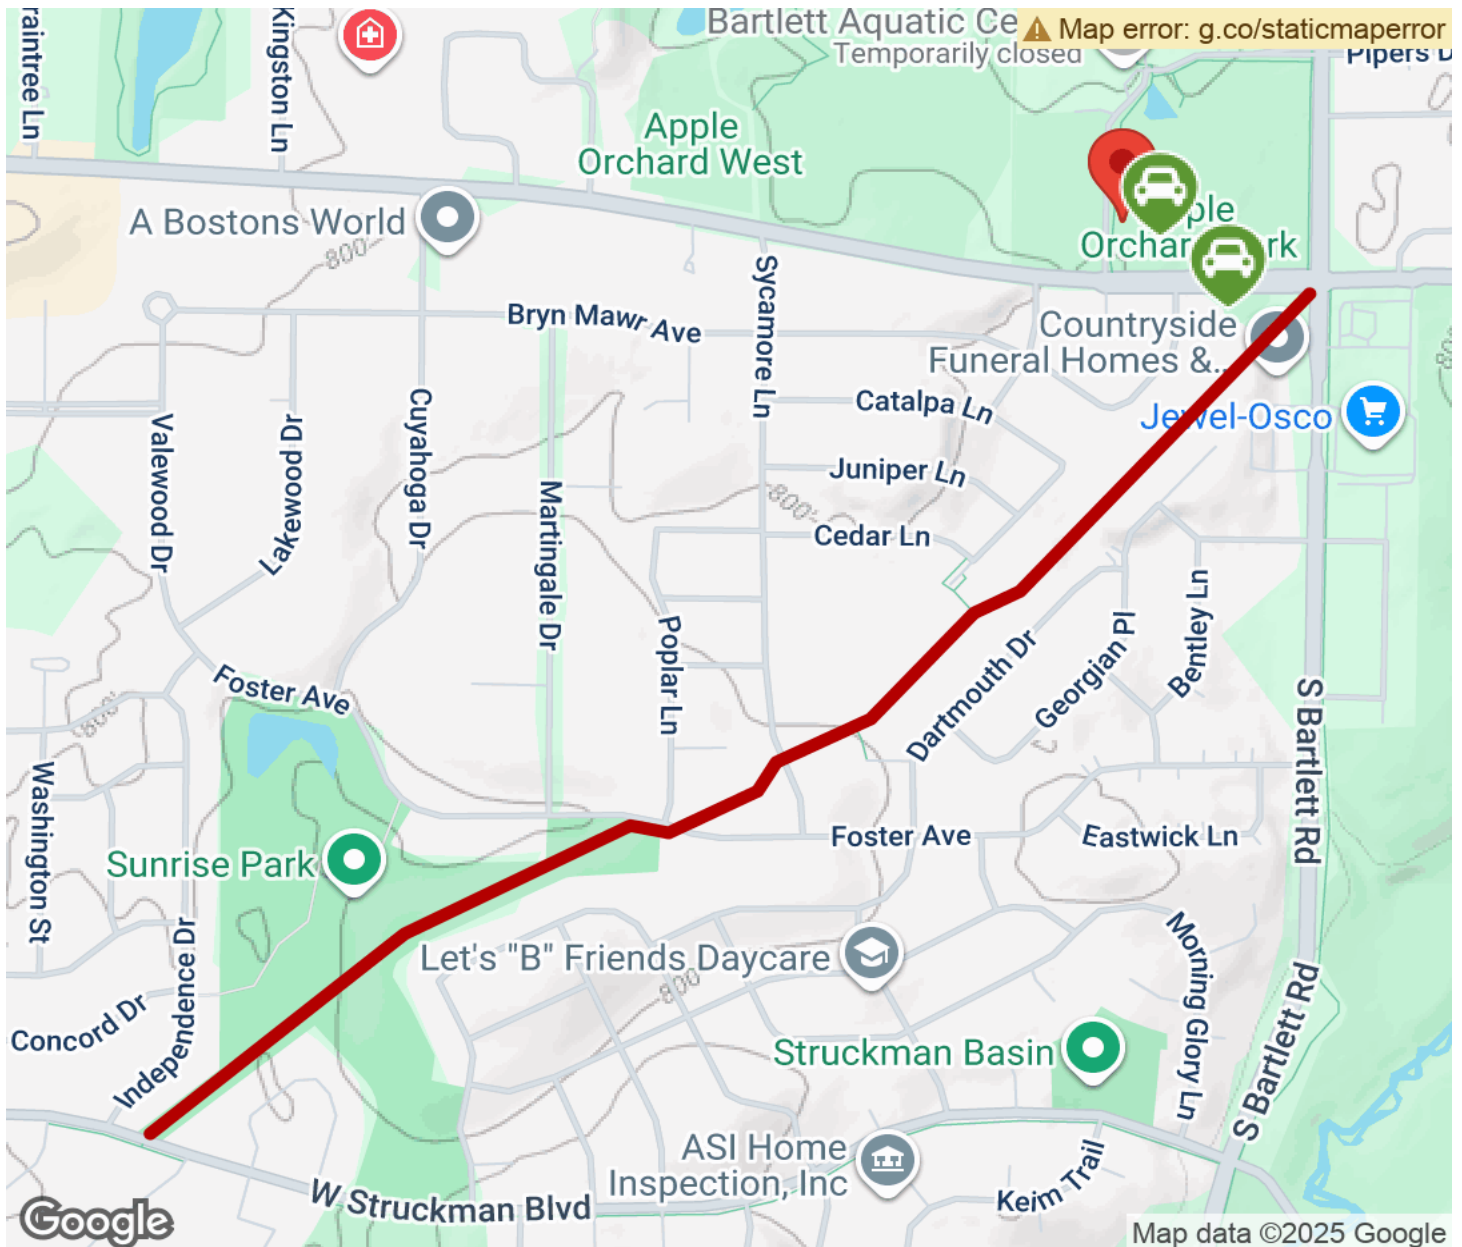 Bartlett Aquatic Ce
Temporarily closed
Map error: g.co/staticmaperror
Pipers D
raintree Ln
Kingston Ln
Apple
Orchard West
A Bostons World
800'
ple
Orchar rk
Sycamore Ln
Bryn Mawr Ave
Countryside
Funeral Homes &..
Catalpa Ln
Jewel-Osco
Valewood Dr
Lakewood Dr
Cuyahoga Dr
Martingale Dr
Juniper Ln
800'
Cedar Ln
Bentley Ln
Georgian Pl
Dartmouth Dr
Poplar Ln
Foster Ave
800'
S Bartlett Rd
Washington St
Sunrise Park
Foster Ave
Eastwick Ln
Independence Dr
Let's "B" Friends Daycare
800
Morning Glory Ln
Concord Dr
Struckman Basin
S Bartlett Rd
ASI Home
Inspection, Inc
Keim Trail
W Struckman Blvd
Google
Map data ©2025 Google